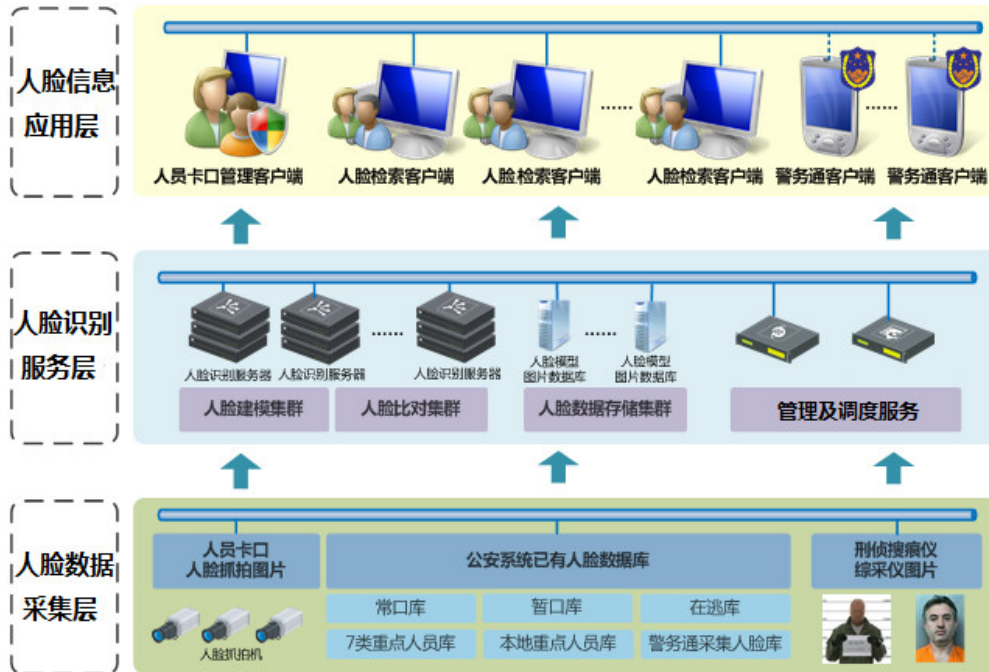 人脸信息
应用层
人员卡口管理客户端
人脸检索客户端
人脸检索客户端
......
人脸检索客户端
警务通客户端
......
警务通客户端
人脸识别
服务层
人脸识别服务器
人脸识别服务器
......
人脸识别服务器
人脸模型
图片数据库
......
人脸模型
图片数据库
人脸建模集群
人脸比对集群
人脸数据存储集群
管理及调度服务
人脸数据
采集层
人员卡口
人脸抓拍图片
人脸抓拍机
公安系统已有人脸数据库
常口库
暂口库
在逃库
7类重点人员库
本地重点人员库
警务通采集人脸库
刑侦搜痕仪
综采仪图片